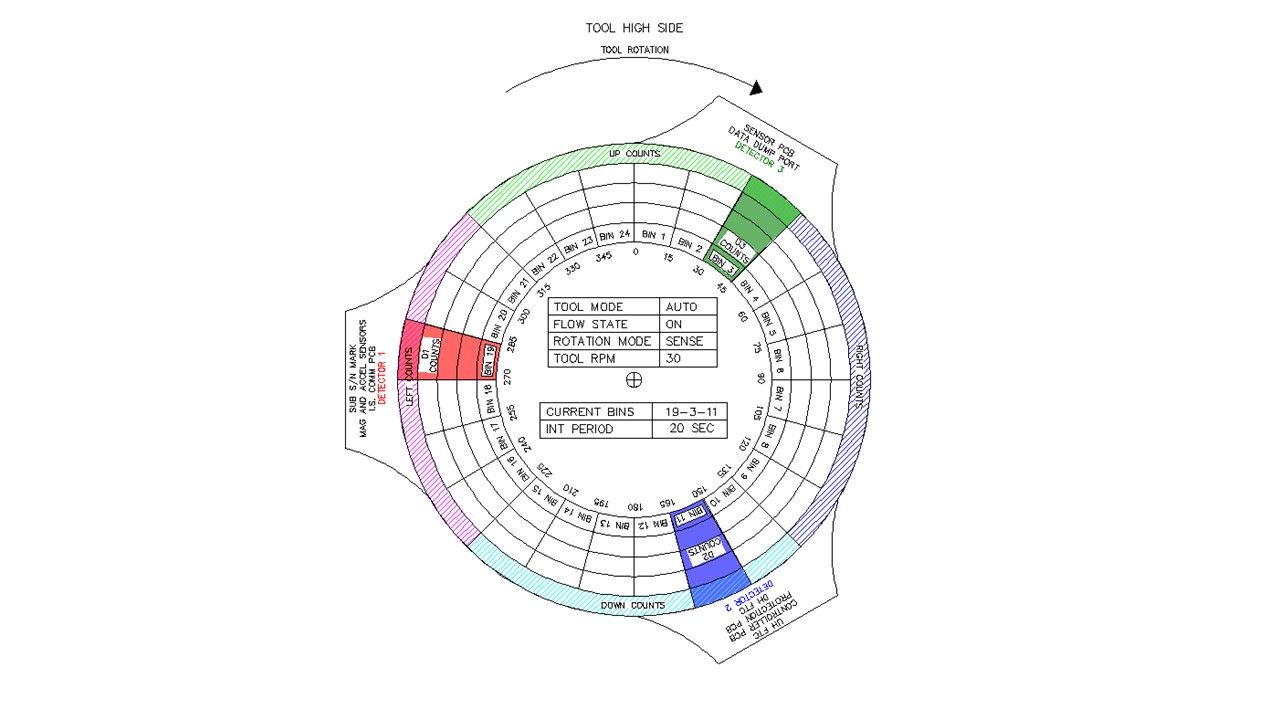 TOOL HIGH SIDE
TOOL ROTATION
SENSOR PCB
DATA DUMP PORT
DETECTOR 3
UP COUNTS
D3
COUNTS
BIN 1
BIN 2
BIN 3
BIN 4
BIN 5
BIN 6
BIN 7
BIN 8
BIN 9
BIN 10
BIN 11
BIN 12
BIN 13
BIN 14
BIN 15
BIN 16
BIN 17
BIN 18
BIN 19
BIN 20
BIN 21
BIN 22
BIN 23
BIN 24
0
15
30
45
60
75
90
105
120
135
150
165
180
195
210
225
240
255
270
285
300
315
330
345
TOOL MODE AUTO
FLOW STATE ON
ROTATION MODE SENSE
TOOL RPM 30
CURRENT BINS 19-3-11
INT PERIOD 20 SEC
RIGHT COUNTS
SUB S/N MARK
MAG AND ACCEL SENSORS
I.S. COMM PCB
DETECTOR 1
LEFT COUNTS
D1
COUNTS
D2
COUNTS
DOWN COUNTS
UH FTC
CONTROLLER PCB
PROTECTION PCB
DH FTC
DETECTOR 2